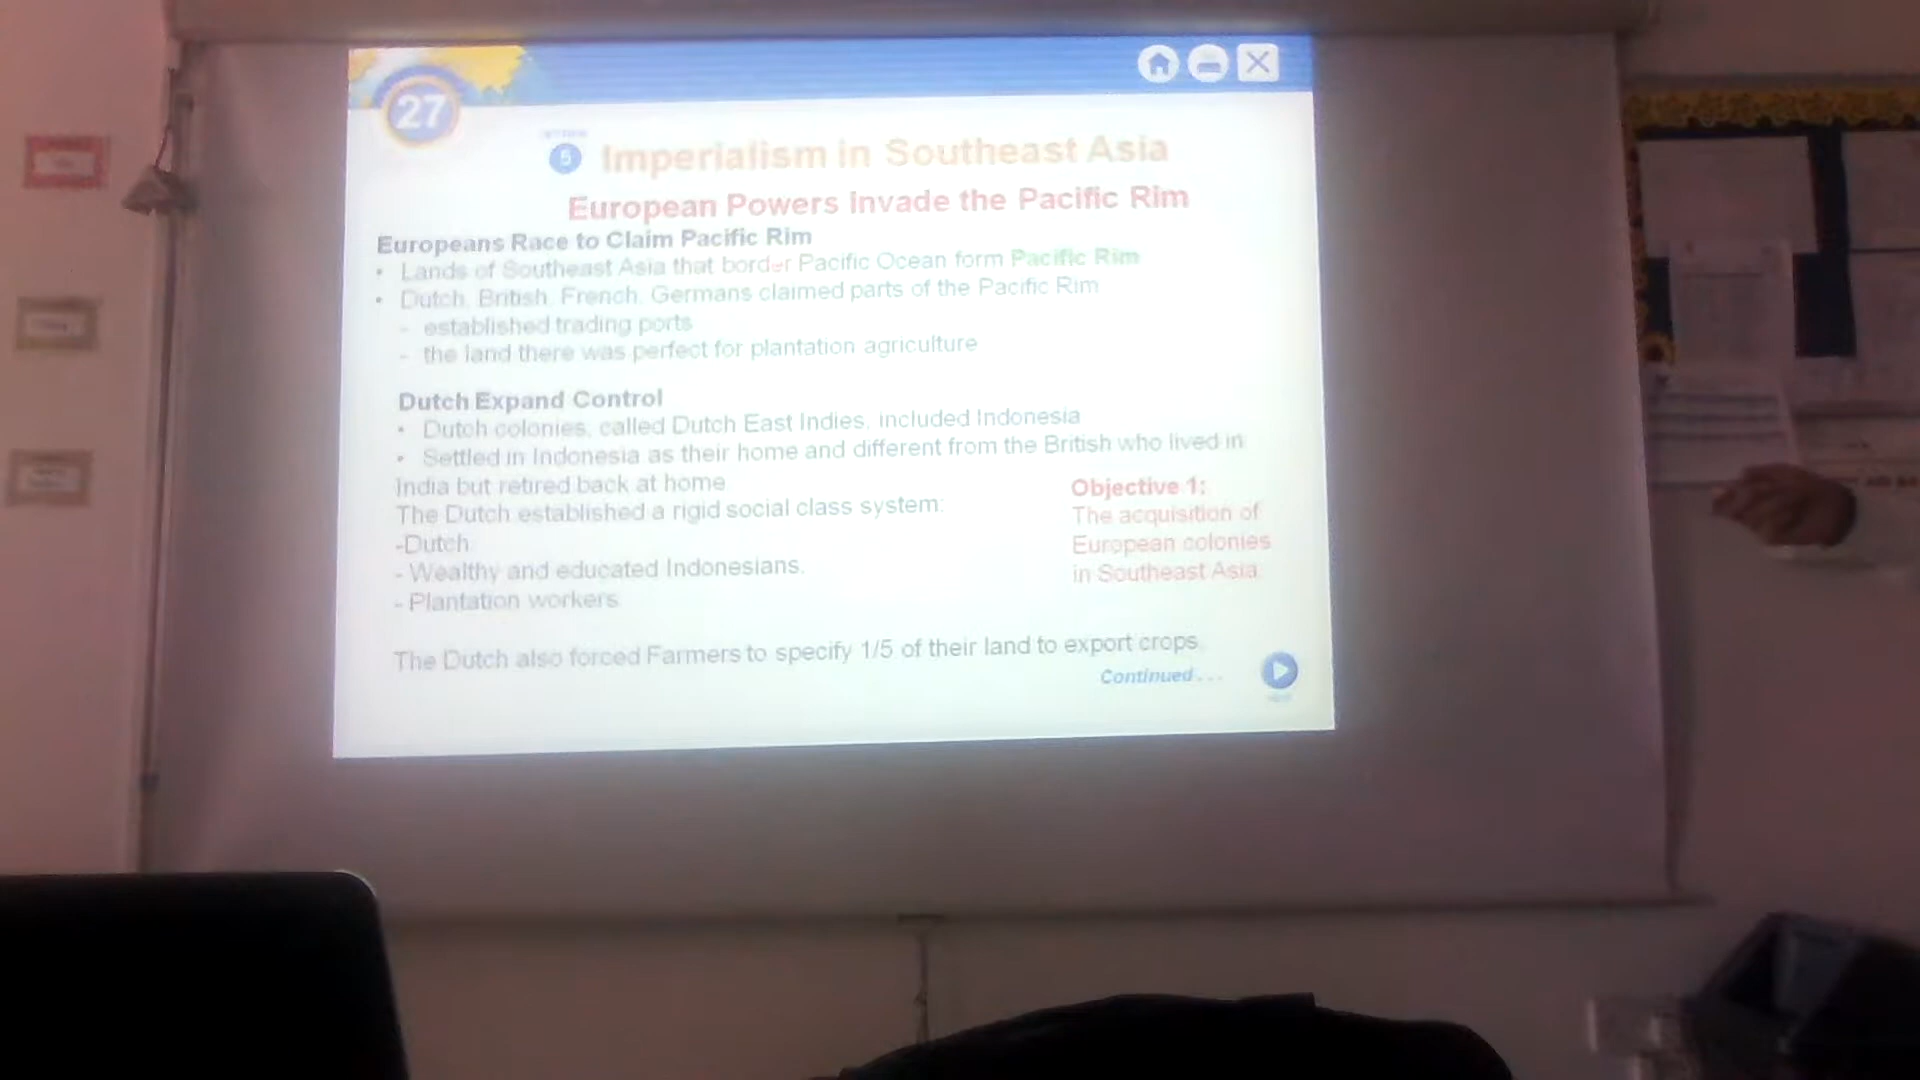 27
5 Imperialism in Southeast Asia
European Powers Invade the Pacific Rim
Europeans Race to Claim Pacific Rim
• Lands of Southeast Asia that border Pacific Ocean form Pacific Rim
• Dutch, British, French, Germans claimed parts of the Pacific Rim
- established trading ports
- the land there was perfect for plantation agriculture
Dutch Expand Control
• Dutch colonies, called Dutch East Indies, included Indonesia
• Settled in Indonesia as their home and different from the British who lived in
India but retired back at home
The Dutch established a rigid social class system:
-Dutch
- Wealthy and educated Indonesians.
- Plantation workers
The Dutch also forced Farmers to specify 1/5 of their land to export crops.
Objective 1:
The acquisition of
European colonies
in Southeast Asia
Continued . . .